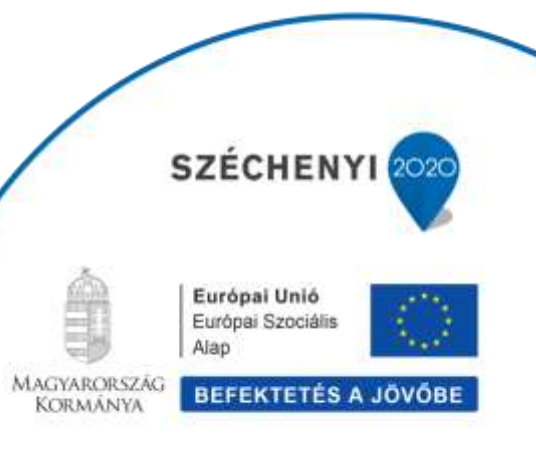 SZÉCHENYI 2020
Európai Unió
Európai Szociális
Alap
MAGYARORSZÁG
KORMÁNYA
BEFEKTETÉS A JÖVŐBE